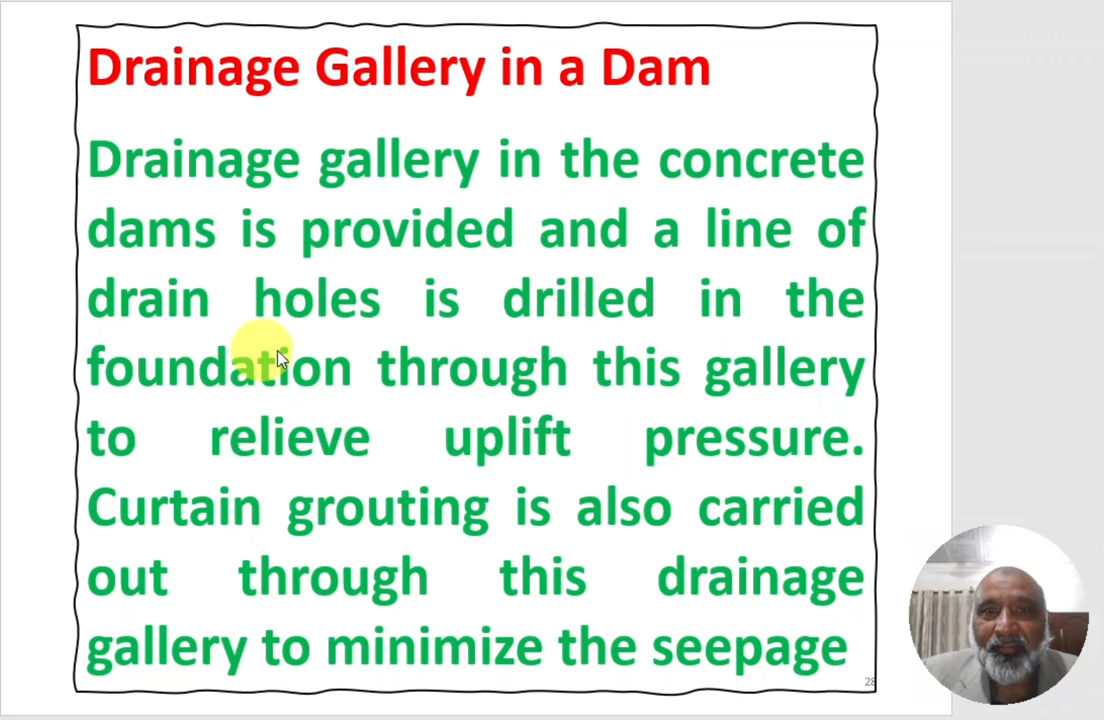 Drainage Gallery in a Dam
Drainage gallery in the concrete
dams is provided and a line of
drain holes is drilled in the
foundation through this gallery
to relieve uplift pressure.
Curtain grouting is also carried
out through this drainage
gallery to minimize the seepage
28